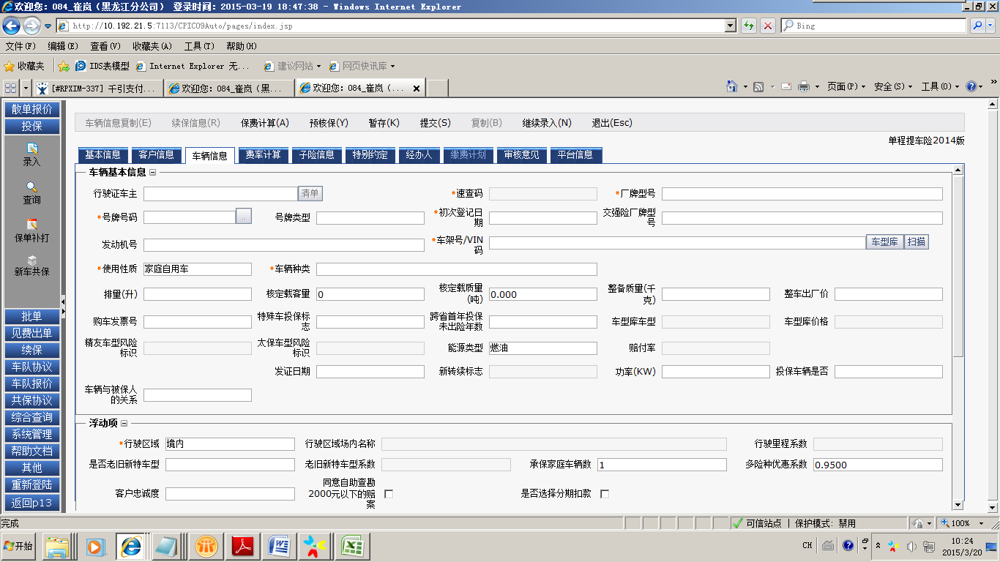 欢迎您: 084_崔岚（黑龙江分公司） 登录时间: 2015-03-19 18:47:38 - Windows Internet Explorer
http://10.192.21.5:7113/CPIC09Auto/pages/index.jsp
Bing
文件(F) 编辑(E) 查看(V) 收藏夹(A) 工具(T) 帮助(H)
收藏夹 IDS表模型 Internet Explorer 无... 建议网站 网页快讯库
[#RPXIM-337] 千引支付... 欢迎您: 084_崔岚（黑... 欢迎您: 084_崔岚（... 页面(P) 安全(S) 工具(O)
散单报价
投保
录入
查询
保单补打
新车共保
批单
见费出单
续保
车队协议
车队报价
共保协议
综合查询
系统管理
帮助文档
其他
重新登陆
返回p13
车辆信息复制(E) 续保信息(R) 保费计算(A) 预核保(Y) 暂存(K) 提交(S) 复制(B) 继续录入(N) 退出(Esc)
单程提车险2014版
基本信息 客户信息 车辆信息 费率计算 子险信息 特别约定 经办人 缴费计划 审核意见 平台信息
车辆基本信息
行驶证车主 清单 *速查码 *厂牌型号
*号牌号码 .. 号牌类型 *初次登记日期 交强险厂牌型号
发动机号 *车架号/VIN码 车型库 扫描
*使用性质 家庭自用车 *车辆种类
排量(升) 核定载客量 0 核定载质量(吨) 0.000 整备质量(千克) 整车出厂价
购车发票号 特殊车投保标志 跨省首年投保未出险年数 车型库车型 车型库价格
精友车型风险标识 太保车型风险标识 能源类型 燃油 赔付率
发证日期 新转续标志 功率(KW) 投保车辆是否
车辆与被保人的关系
浮动项
*行驶区域 境内 行驶区域场内名称 行驶里程系数
是否老旧新特车型 老旧新特车型系数 承保家庭车辆数 1 多险种优惠系数 0.9500
客户忠诚度 同意自助查勘2000元以下的赔案 是否选择分期扣款
完成 可信站点 | 保护模式: 禁用 100%
开始 CH 10:24
2015/3/20